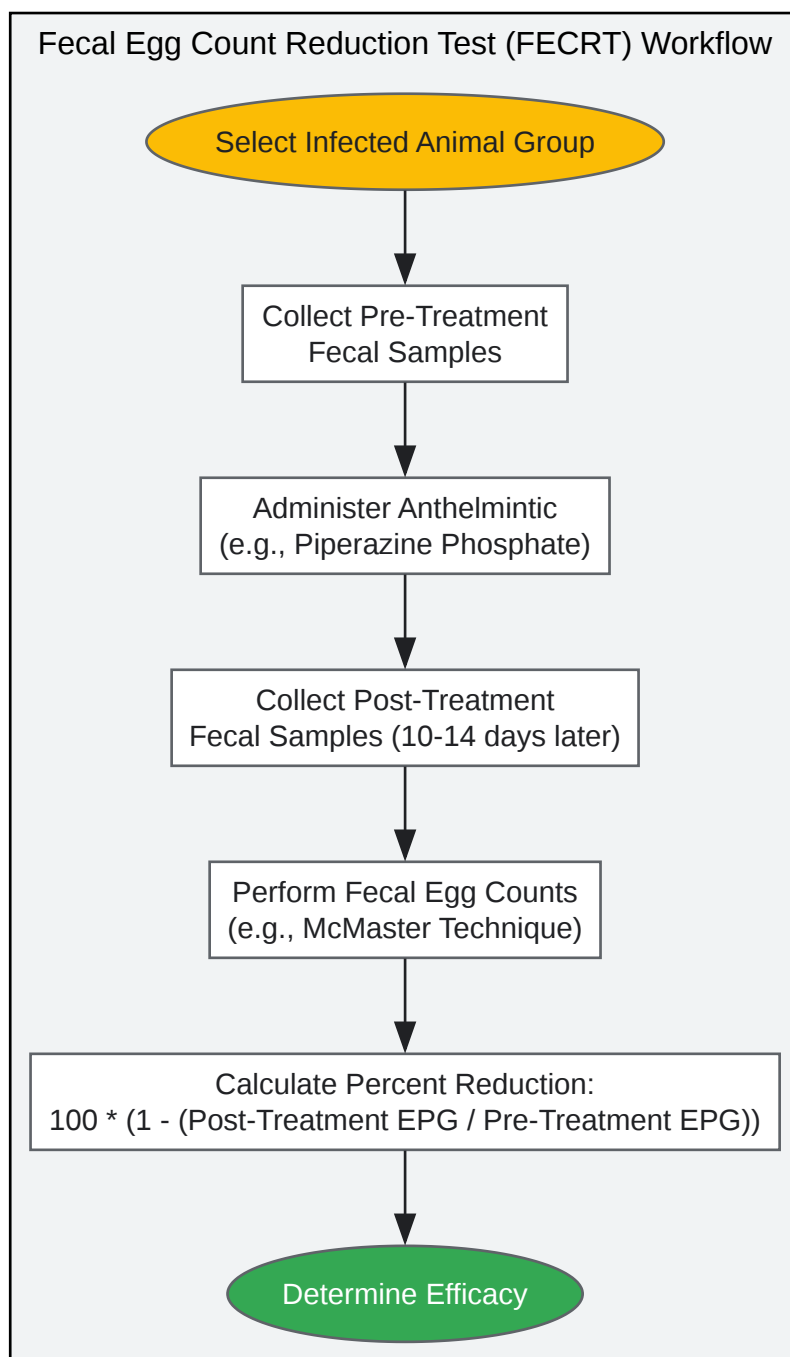 Fecal Egg Count Reduction Test (FECRT) Workflow
Select Infected Animal Group
Collect Pre-Treatment
Fecal Samples
Administer Anthelmintic
(e.g., Piperazine Phosphate)
Collect Post-Treatment
Fecal Samples (10-14 days later)
Perform Fecal Egg Counts
(e.g., McMaster Technique)
Calculate Percent Reduction:
100 * (1 - (Post-Treatment EPG / Pre-Treatment EPG))
Determine Efficacy